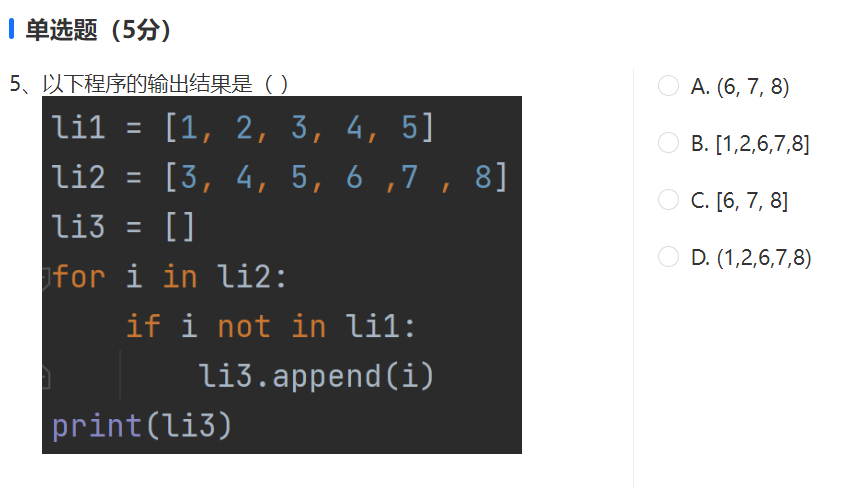 单选题（5分）
5、以下程序的输出结果是（ ）
li1 = [1, 2, 3, 4, 5]
li2 = [3, 4, 5, 6 ,7 , 8]
li3 = []
for i in li2:
    if i not in li1:
        li3.append(i)
print(li3)
A. (6, 7, 8)
B. [1,2,6,7,8]
C. [6, 7, 8]
D. (1,2,6,7,8)